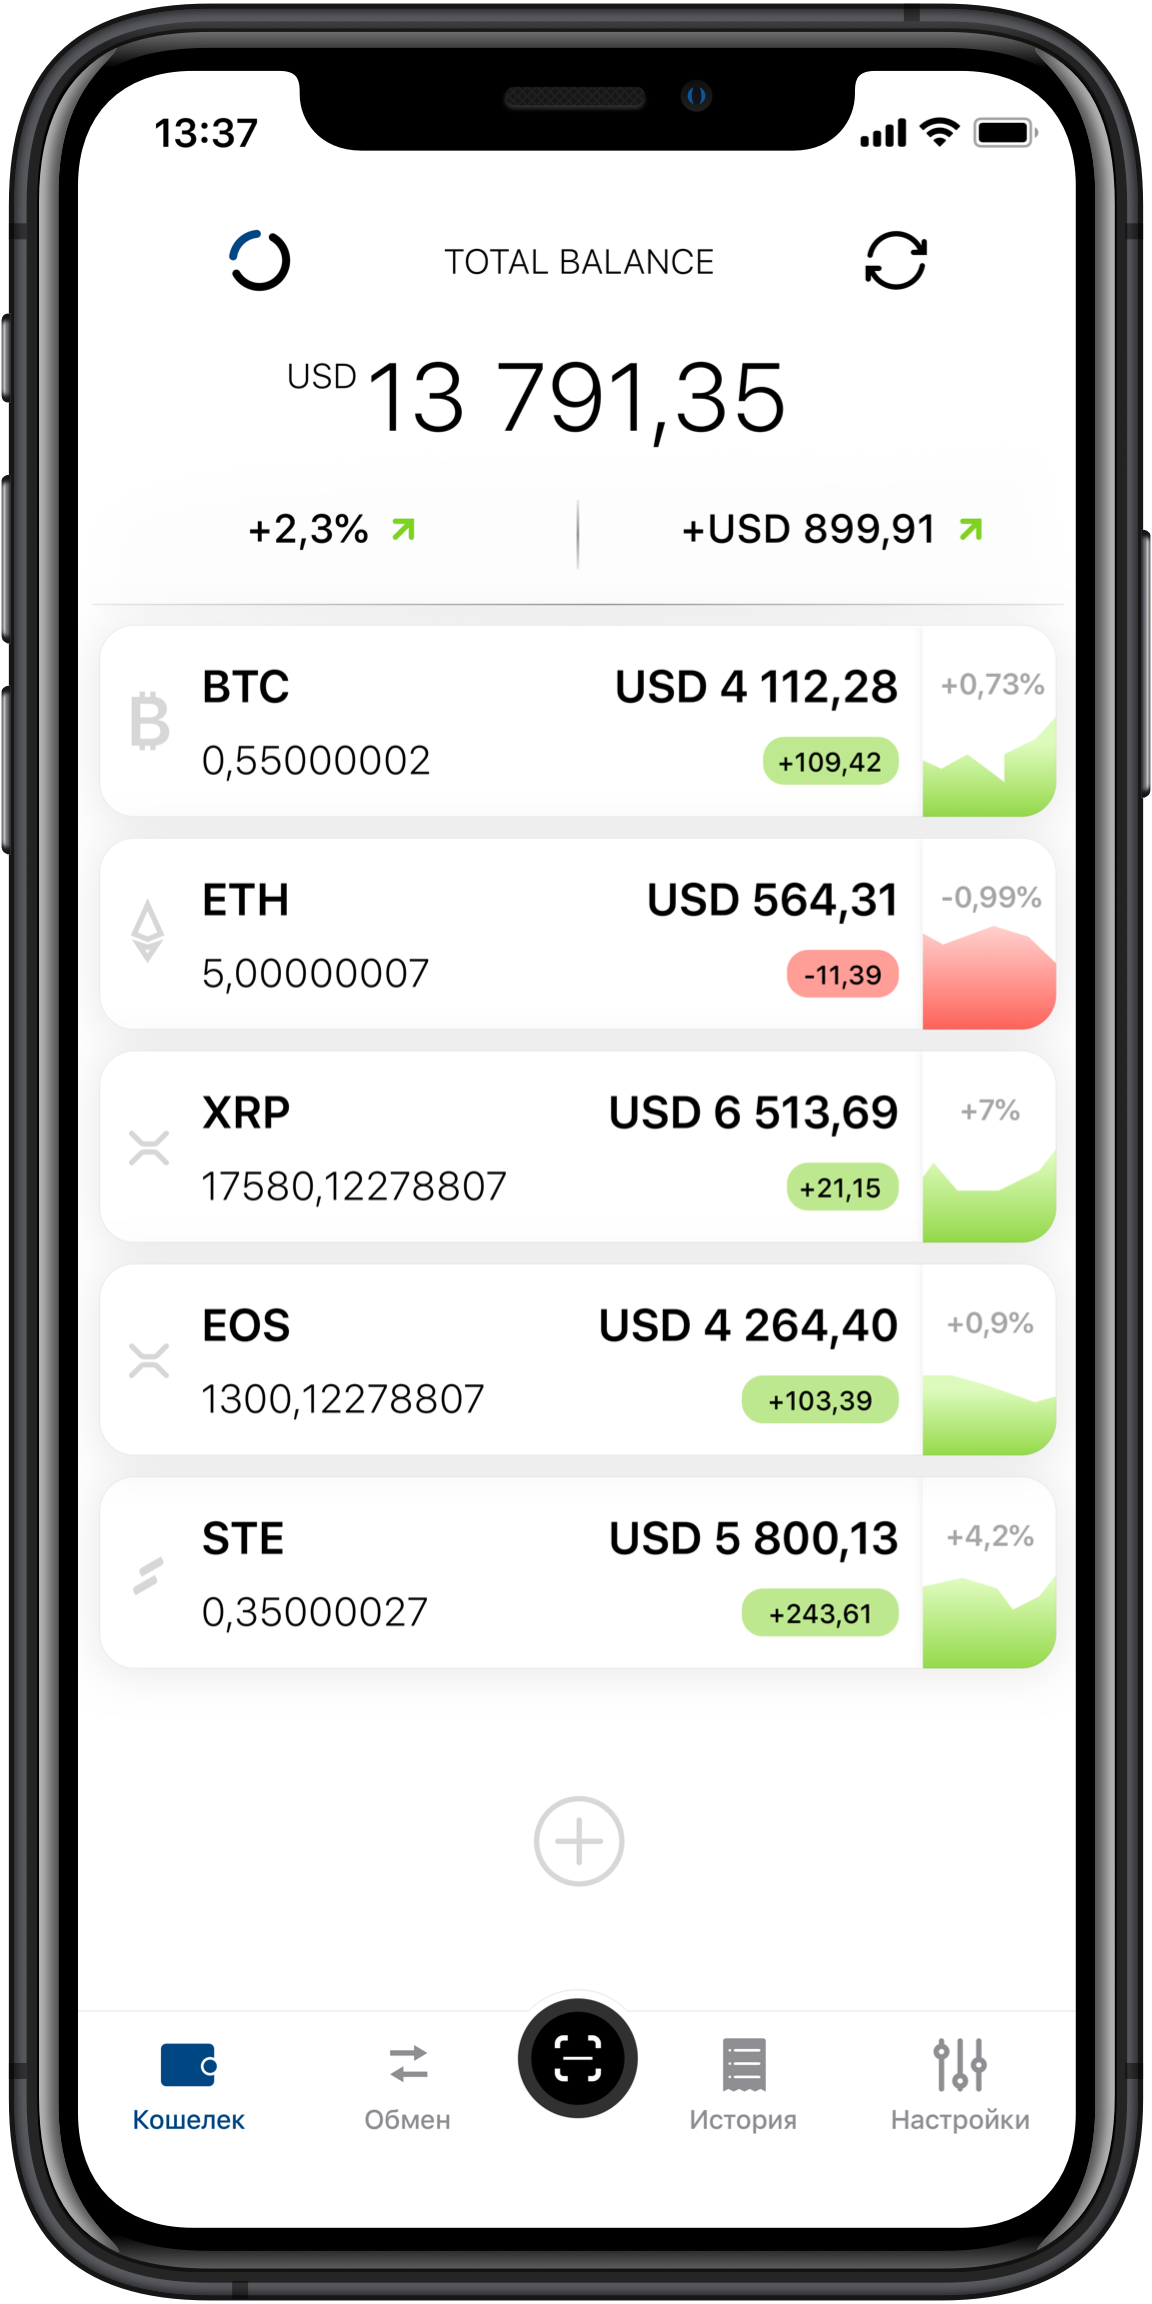 13:37
TOTAL BALANCE
USD 13 791,35
+2,3% +USD 899,91
BTC USD 4 112,28 +0,73%
0,55000002 +109,42
ETH USD 564,31 -0,99%
5,00000007 -11,39
XRP USD 6 513,69 +7%
17580,12278807 +21,15
EOS USD 4 264,40 +0,9%
1300,12278807 +103,39
STE USD 5 800,13 +4,2%
0,35000027 +243,61
Кошелек Обмен История Настройки